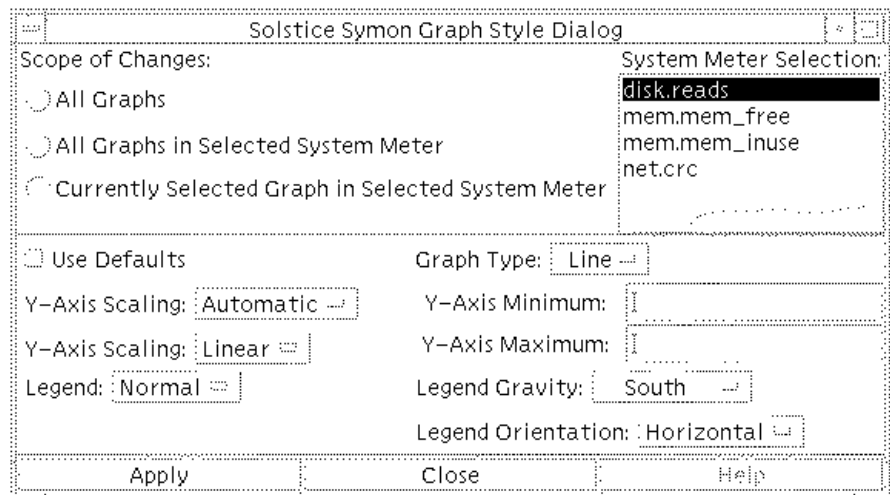 Solstice Symon Graph Style Dialog
Scope of Changes:
System Meter Selection:
All Graphs
All Graphs in Selected System Meter
Currently Selected Graph in Selected System Meter
disk.reads
mem.mem_free
mem.mem_inuse
net.crc
Use Defaults
Graph Type: Line
Y-Axis Scaling: Automatic
Y-Axis Minimum:
Y-Axis Scaling: Linear
Y-Axis Maximum:
Legend: Normal
Legend Gravity: South
Legend Orientation: Horizontal
Apply
Close
Help